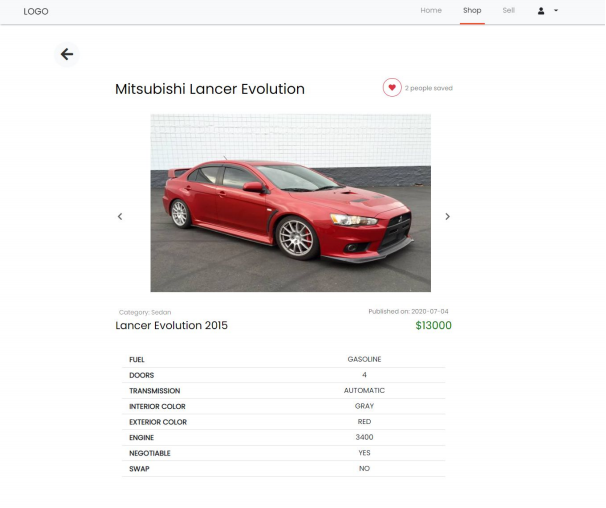 LOGO Home Shop Sell
Mitsubishi Lancer Evolution 2 people saved
Category: Sedan Published on: 2020-07-04
Lancer Evolution 2015 $13000
FUEL GASOLINE
DOORS 4
TRANSMISSION AUTOMATIC
INTERIOR COLOR GRAY
EXTERIOR COLOR RED
ENGINE 3400
NEGOTIABLE YES
SWAP NO